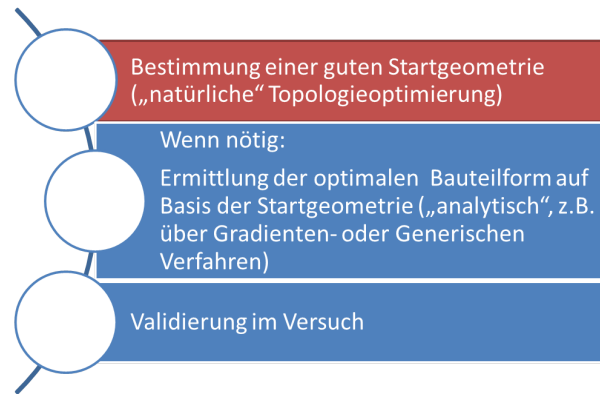 Bestimmung einer guten Startgeometrie
(„natürliche“ Topologieoptimierung)
Wenn nötig:
Ermittlung der optimalen Bauteilform auf
Basis der Startgeometrie („analytisch“, z.B.
über Gradienten- oder Generischen
Verfahren)
Validierung im Versuch